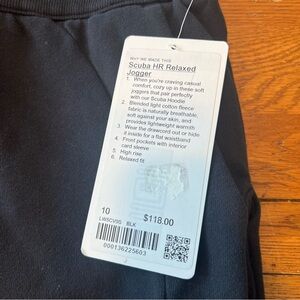 WHY WE MADE THIS
Scuba HR Relaxed
Jogger
1. When you're craving casual
comfort, cozy up in these soft
joggers that pair perfectly
with our Scuba Hoodie
2. Blended light cotton fleece
fabric is naturally breathable,
soft against your skin, and
provides lightweight warmth
3. Wear the drawcord out or hide
it inside for a flat waistband
4. Front pockets with interior
card sleeve
5. High rise
6. Relaxed fit
10
$118.00
BLK
000136225603